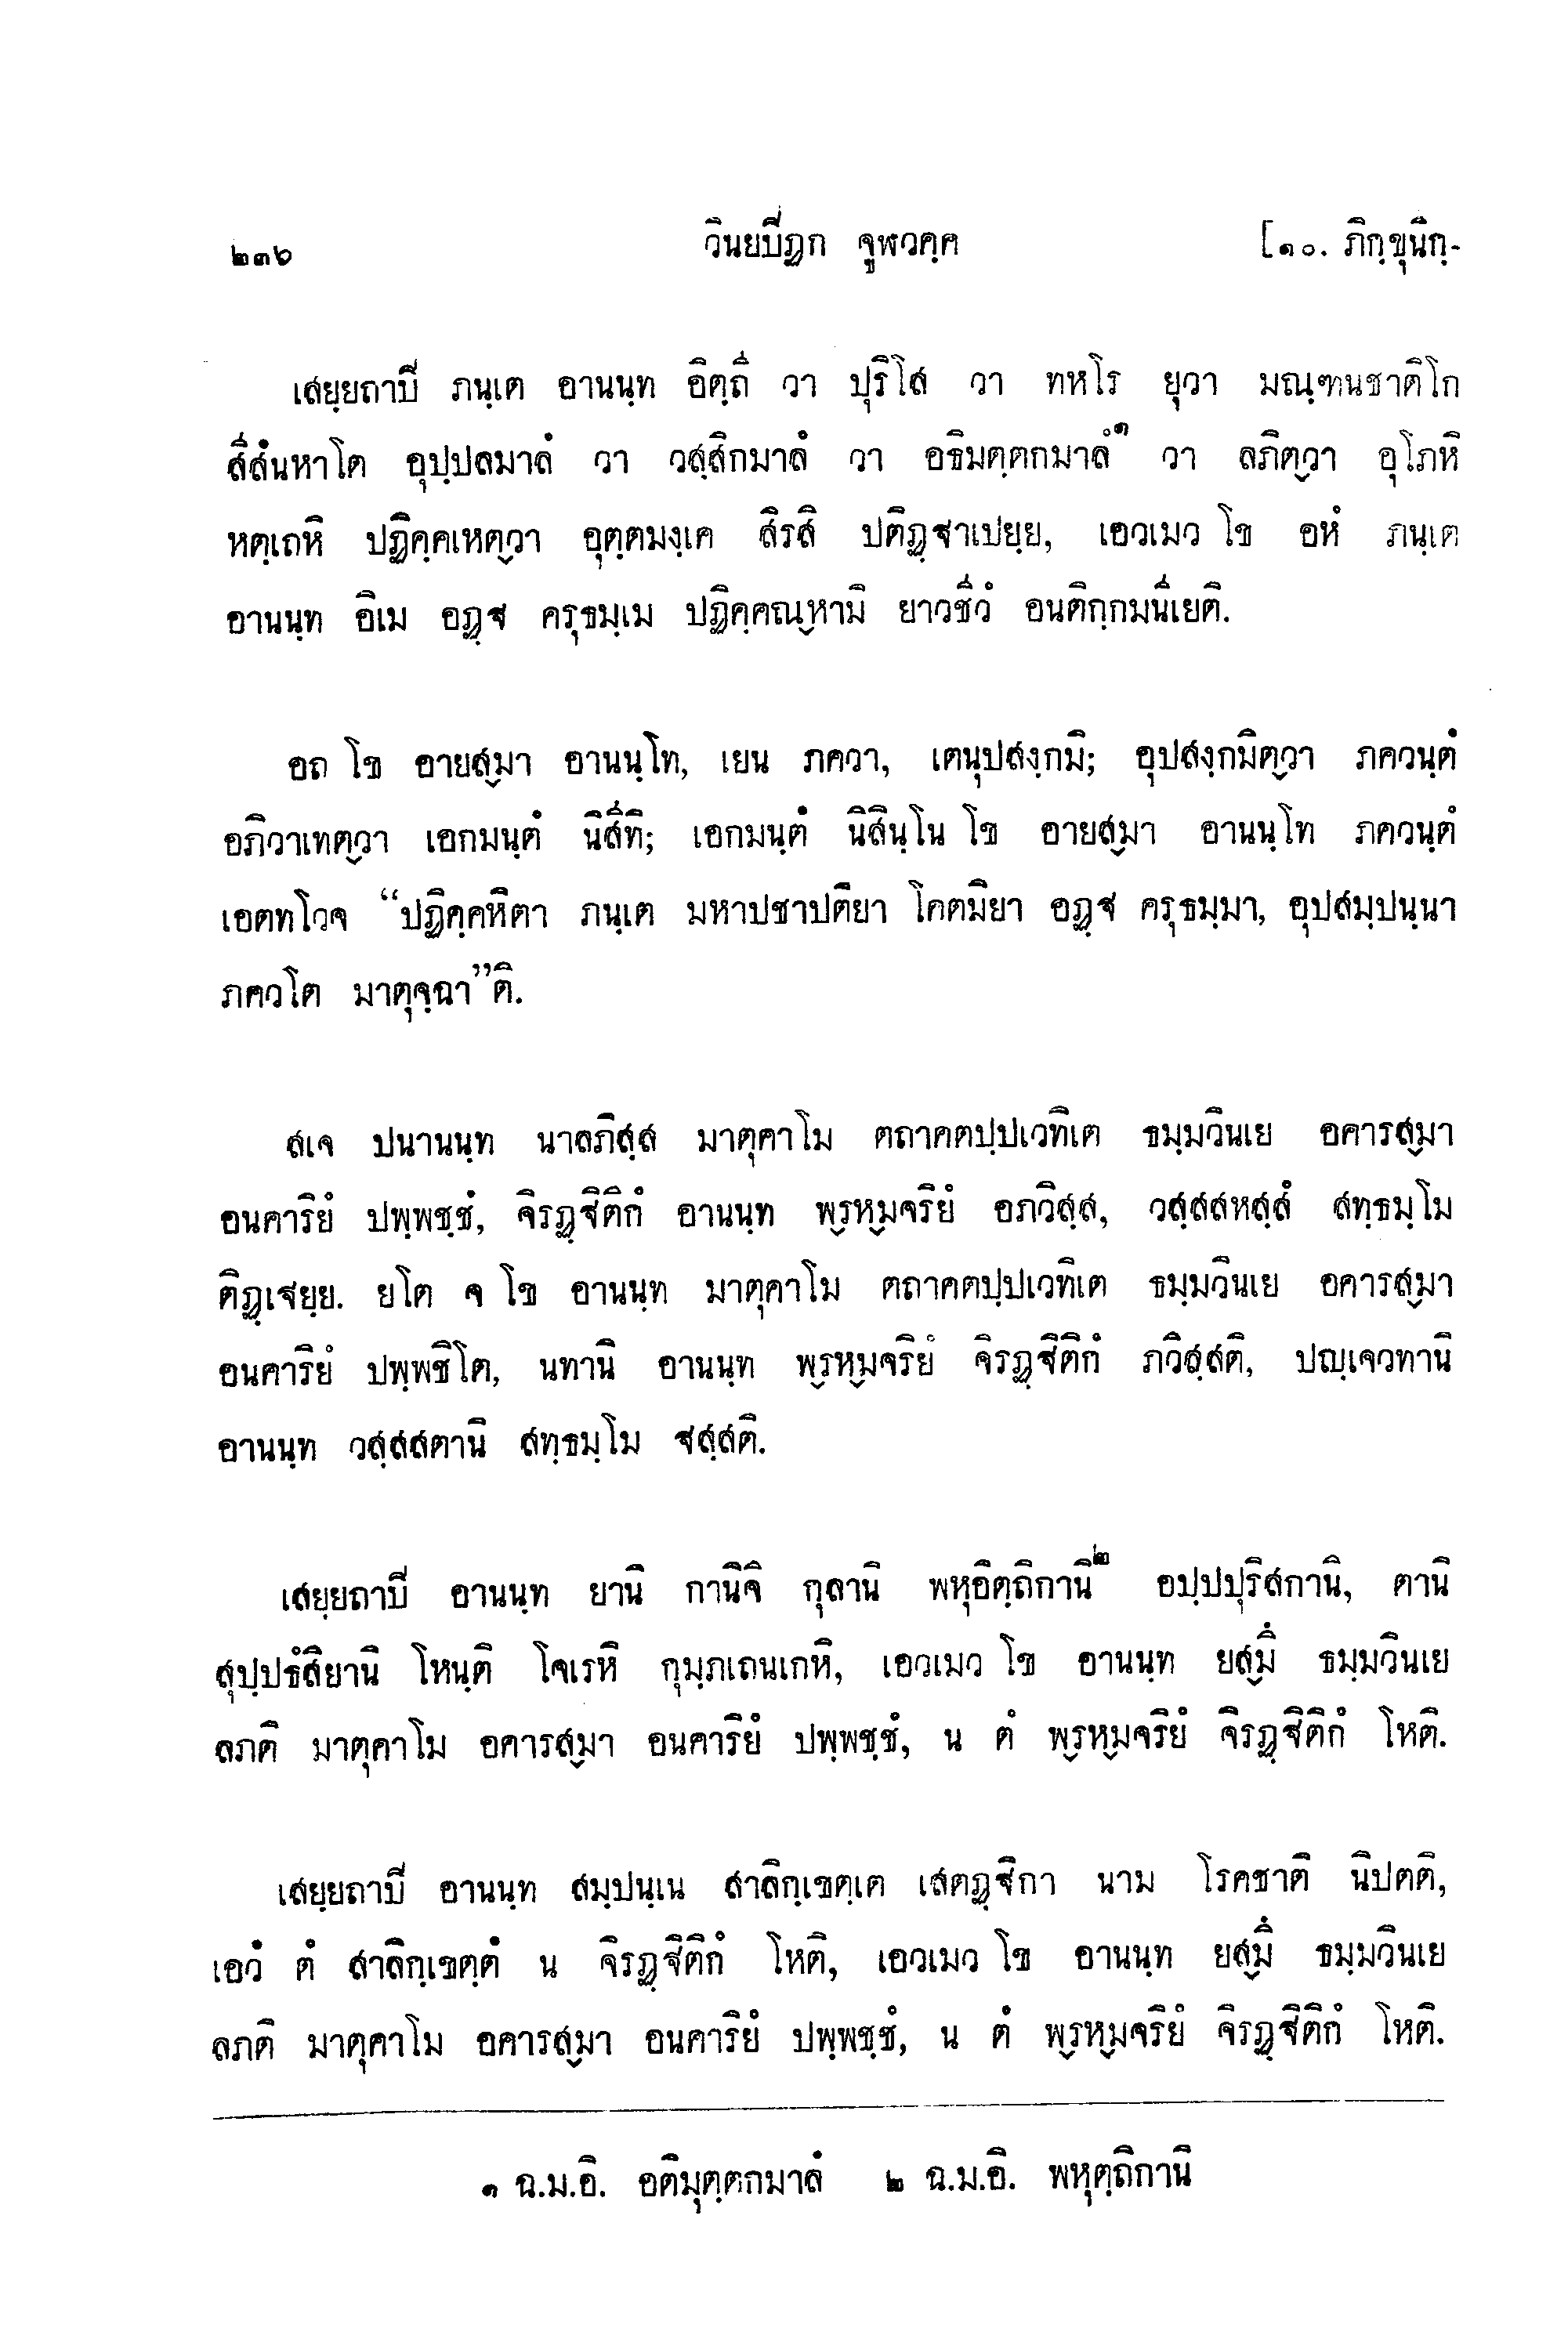 ๒๓๖ วินยปิฏก จูฬวคฺค [๑๐. ภิกฺขุนิกฺ-
เสยฺยถาปิ ภนฺเต อานนฺท อิตฺถี วา ปุริโส วา ทหโร ยุวา มณฺฑนชาติโก
สีสํนหาโต อุปฺปลมาลํ วา วสฺสิกมาลํ วา อธิมตฺตกมาลํ๑ วา ลภิตฺวา อุโภหิ
หตฺเถหิ ปฏิคฺคเหตฺวา อุตฺตมงฺเค สิรสิ ปติฏฺฐาเปยฺย, เอวเมว โข อหํ ภนฺเต
อานนฺท อิเม อฏฺฐ ครุธมฺเม ปฏิคฺคณฺหามิ ยาวชีวํ อนติกฺกมนีเยติ.
อถ โข อายสฺมา อานนฺโท, เยน ภควา, เตนุปสงฺกมิ; อุปสงฺกมิตฺวา ภควนฺตํ
อภิวาเทตฺวา เอกมนฺตํ นิสีทิ; เอกมนฺตํ นิสินฺโน โข อายสฺมา อานนฺโท ภควนฺตํ
เอตทโวจ “ปฏิคฺคหิตา ภนฺเต มหาปชาปติยา โคตมิยา อฏฺฐ ครุธมฺมา, อุปสมฺปนฺนา
ภควโต มาตุจฺฉา”ติ.
สเจ ปนานนฺท นาลภิสฺส มาตุคาโม ตถาคตปฺปเวทิเต ธมฺมวินเย อคารสฺมา
อนคาริยํ ปพฺพชฺชํ, จิรฏฺฐิติกํ อานนฺท พฺรหฺมจริยํ อภวิสฺส, วสฺสสหสฺสํ สทฺธมฺโม
ติฏฺเฐยฺย. ยโต จ โข อานนฺท มาตุคาโม ตถาคตปฺปเวทิเต ธมฺมวินเย อคารสฺมา
อนคาริยํ ปพฺพชิโต, นทานิ อานนฺท พฺรหฺมจริยํ จิรฏฺฐิติกํ ภวิสฺสติ, ปญฺเจวทานิ
อานนฺท วสฺสสตานิ สทฺธมฺโม ฐสฺสติ.
เสยฺยถาปิ อานนฺท ยานิ กานิจิ กุลานิ พหุอิตฺถิกานิ๒ อปฺปปุริสกานิ, ตานิ
สุปฺปธํสิยานิ โหนฺติ โจเรหิ กุมฺภเถนเกหิ, เอวเมว โข อานนฺท ยสฺมึ ธมฺมวินเย
ลภติ มาตุคาโม อคารสฺมา อนคาริยํ ปพฺพชฺชํ, น ตํ พฺรหฺมจริยํ จิรฏฺฐิติกํ โหติ.
เสยฺยถาปิ อานนฺท สมฺปนฺเน สาลิกฺเขตฺเต เสตฏฺฐิกา นาม โรคชาติ นิปตติ,
เอวํ ตํ สาลิกฺเขตฺตํ น จิรฏฺฐิติกํ โหติ, เอวเมว โข อานนฺท ยสฺมึ ธมฺมวินเย
ลภติ มาตุคาโม อคารสฺมา อนคาริยํ ปพฺพชฺชํ, น ตํ พฺรหฺมจริยํ จิรฏฺฐิติกํ โหติ.
๑ ฉ.ม.อิ. อติมุตฺตกมาลํ ๒ ฉ.ม.อิ. พหุตฺถิกานิ